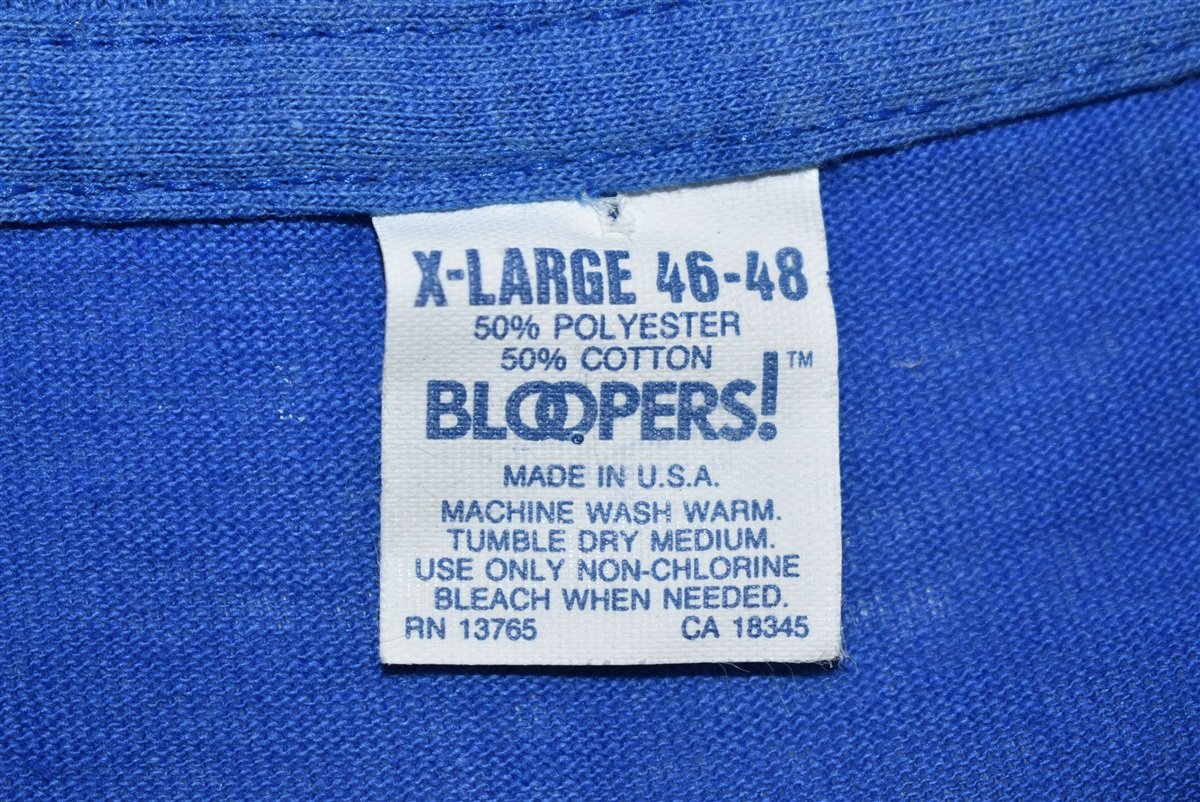 X-LARGE 46-48
50% POLYESTER
50% COTTON
BLOOPERS!™
MADE IN U.S.A.
MACHINE WASH WARM.
TUMBLE DRY MEDIUM.
USE ONLY NON-CHLORINE
BLEACH WHEN NEEDED.
RN 13765 CA 18345